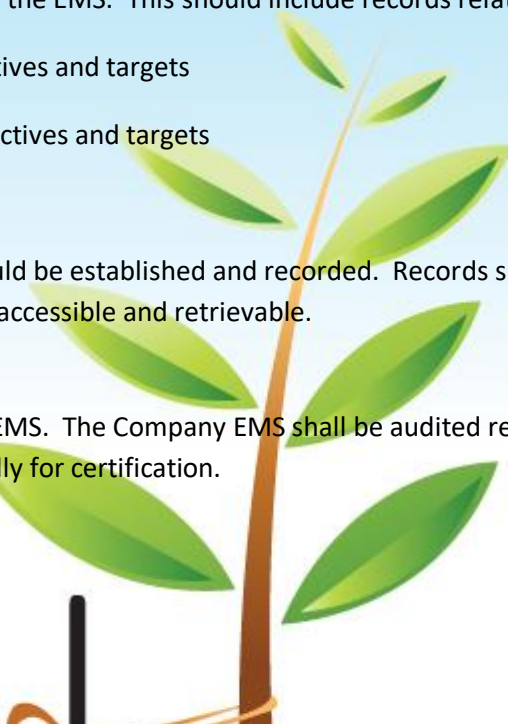 the EMS. This should include records relat
tives and targets
ctives and targets
uld be established and recorded. Records s
accessible and retrievable.
EMS. The Company EMS shall be audited re
lly for certification.